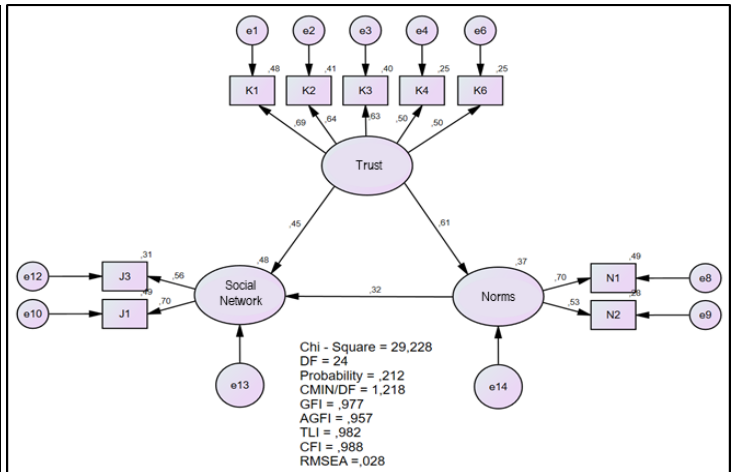 e1 e2 e3 e4 e6
,48 ,41 ,40 ,25 ,25
K1 K2 K3 K4 K6
,69 ,64 ,63 ,50 ,50
Trust
,45 ,61
,31 ,48 ,37 ,49
e12 J3 ,56 Social ,70 N1 e8
,49 Network ,32 Norms ,28
e10 J1 ,70 ,53 N2 e9
e13 e14
Chi - Square = 29,228
DF = 24
Probability = ,212
CMIN/DF = 1,218
GFI = ,977
AGFI = ,957
TLI = ,982
CFI = ,988
RMSEA =,028